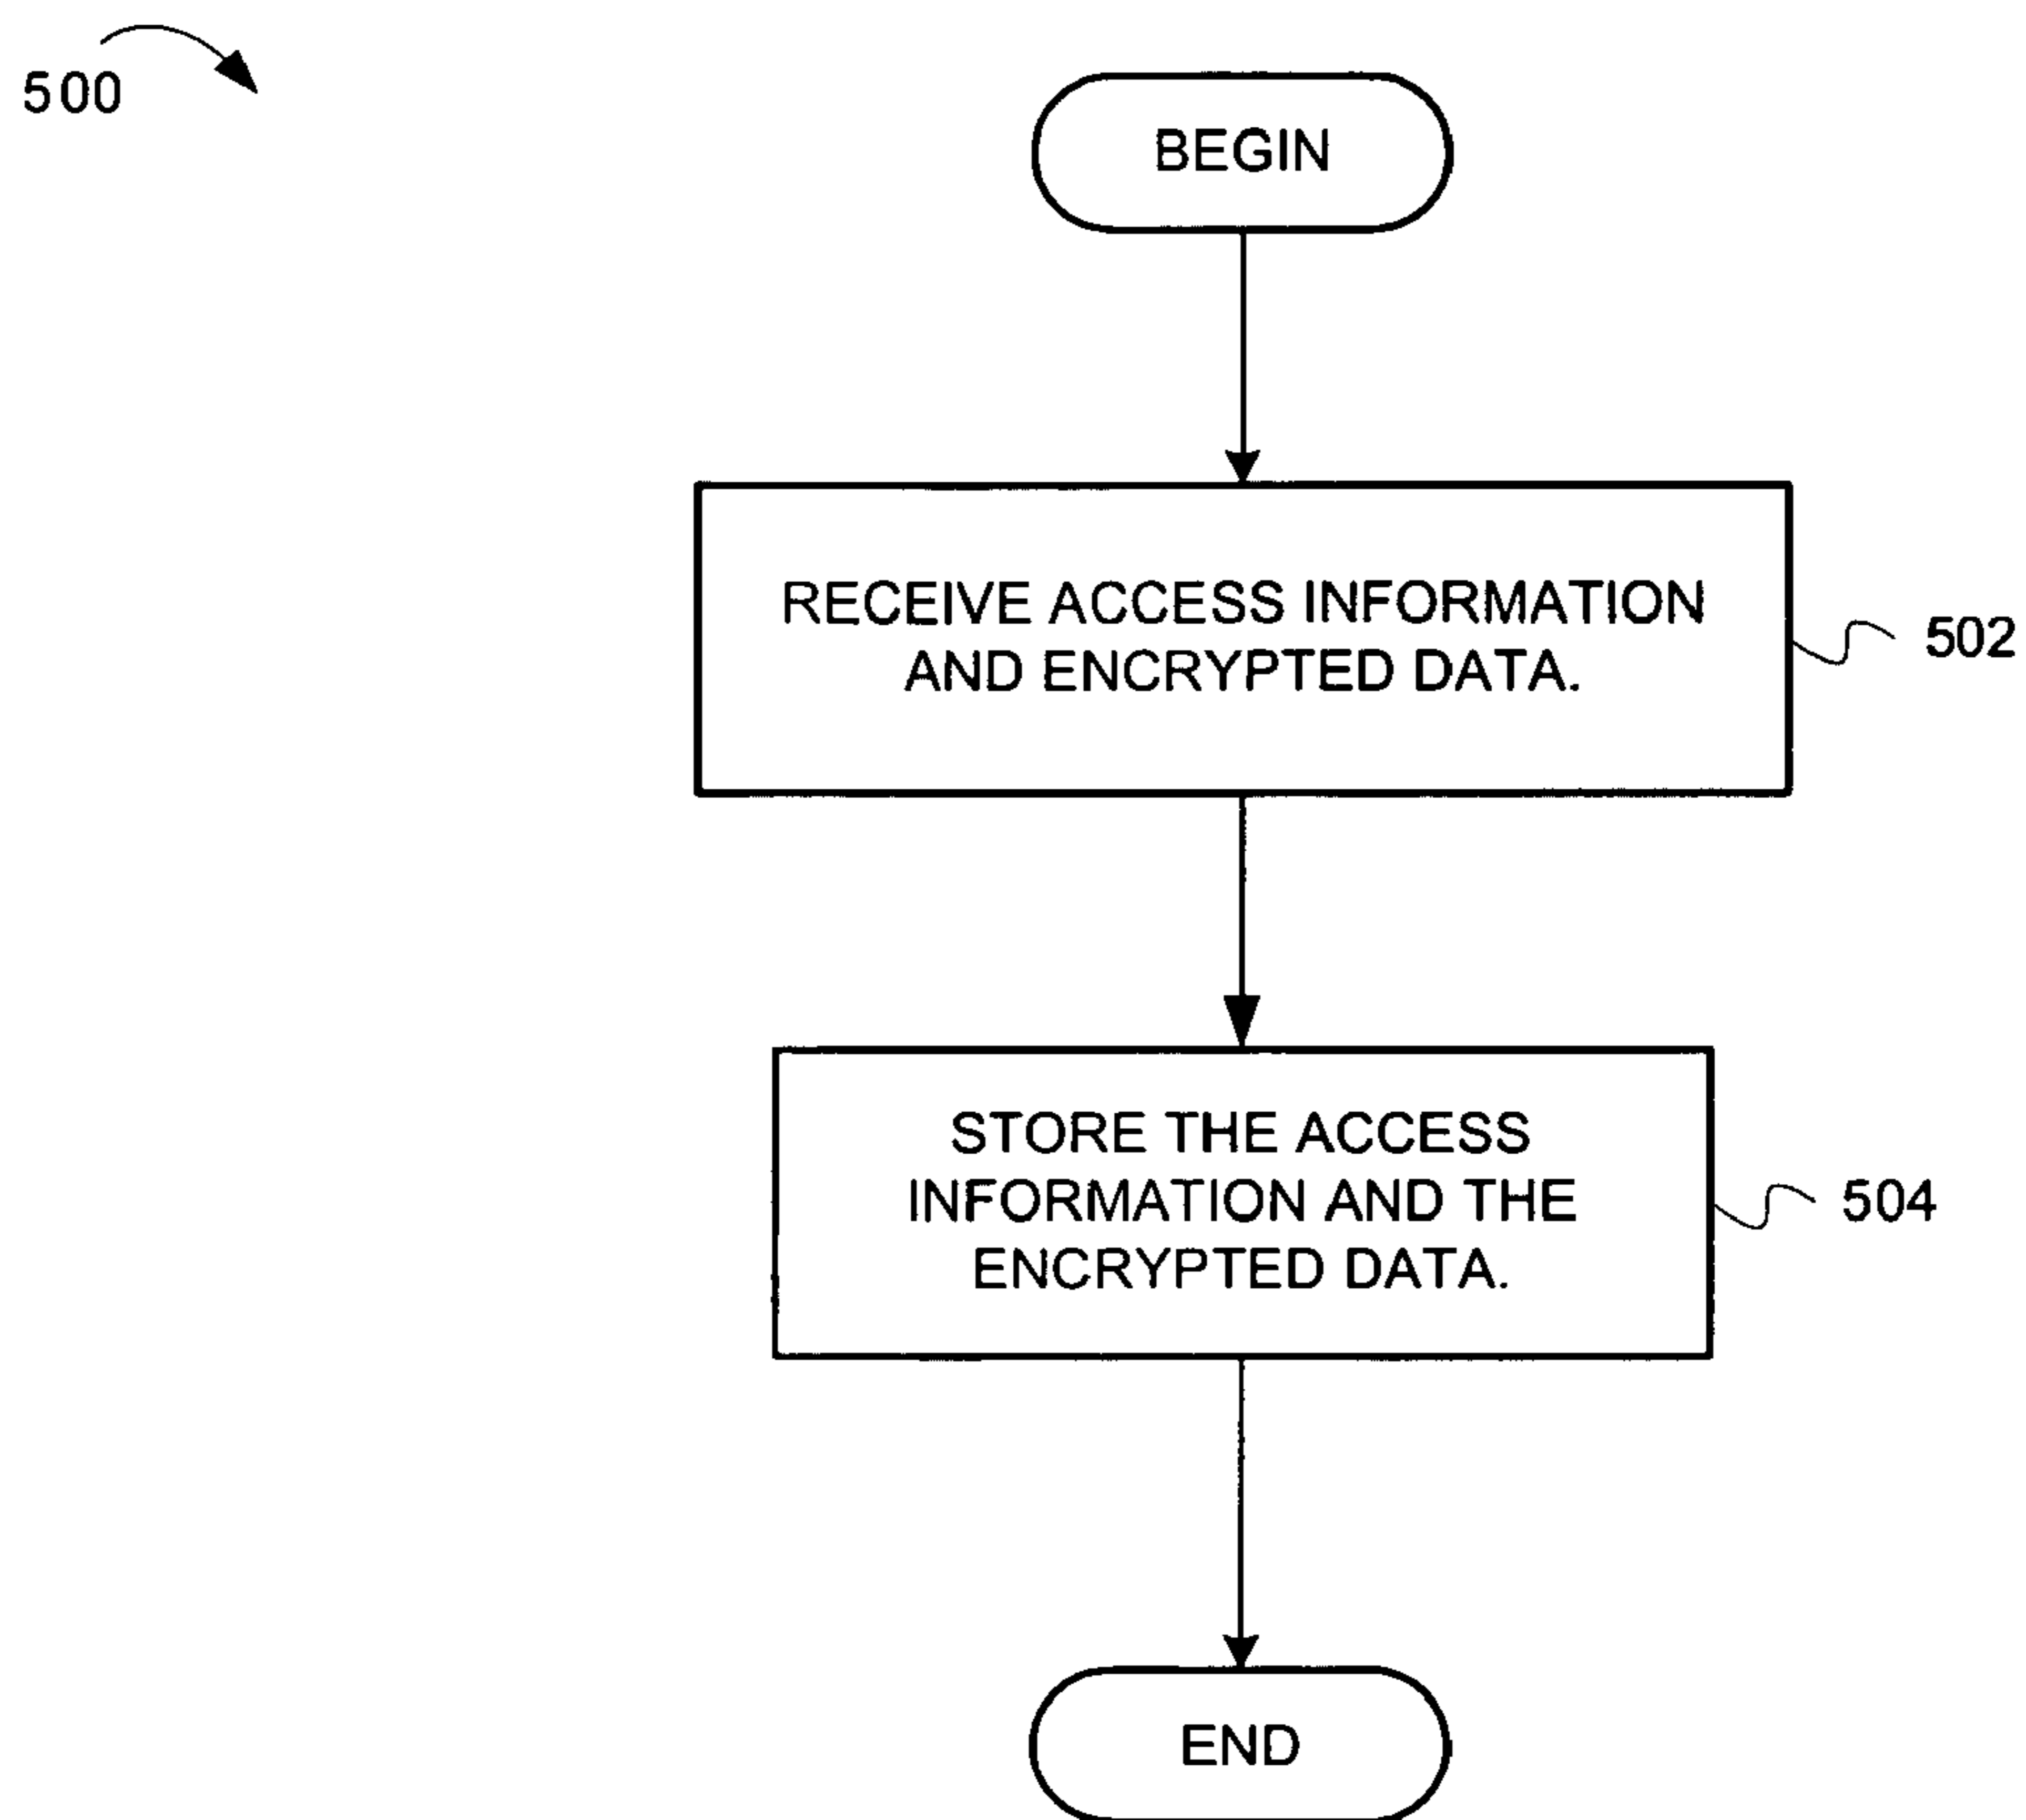 500
BEGIN
RECEIVE ACCESS INFORMATION
AND ENCRYPTED DATA.
502
STORE THE ACCESS
INFORMATION AND THE
ENCRYPTED DATA.
504
END